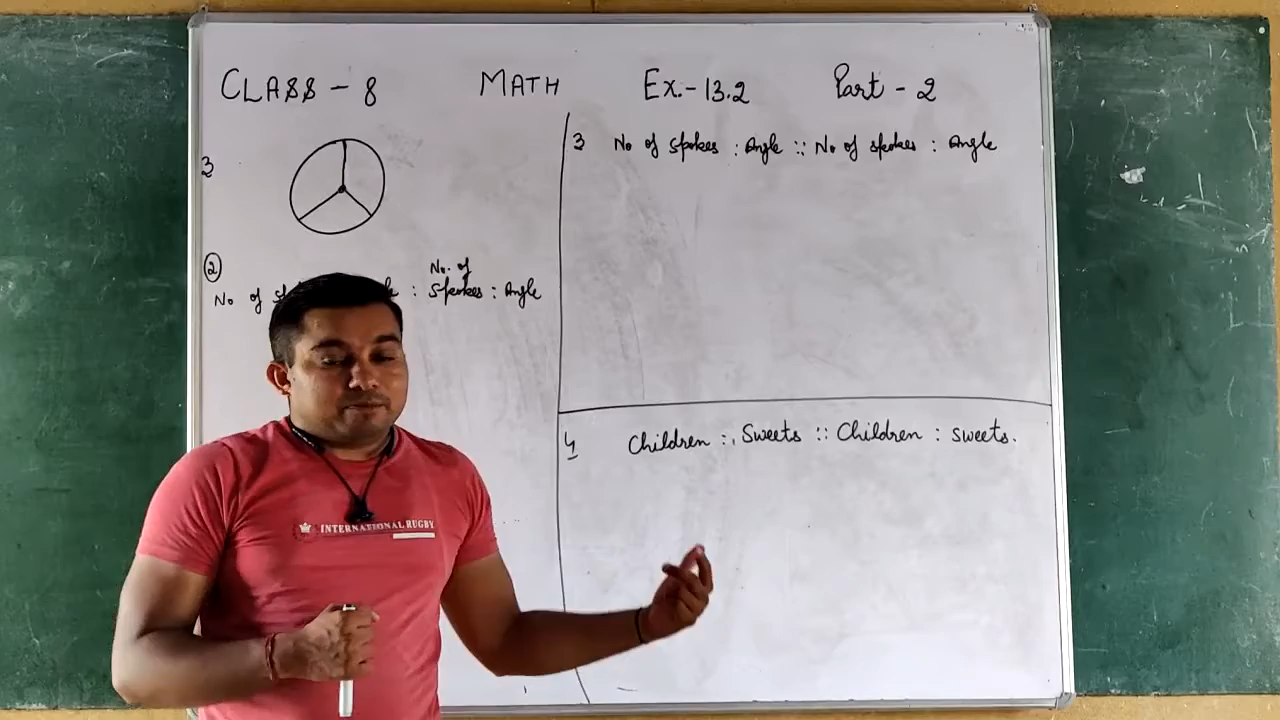 CLASS - 8 MATH Ex.- 13.2 Part - 2
3
②
No. of
No of : Spokes : Angle
3 No of spokes : Angle :: No of spokes : Angle
4 Children : Sweets :: Children : sweets.
INTERNATIONAL RUGBY